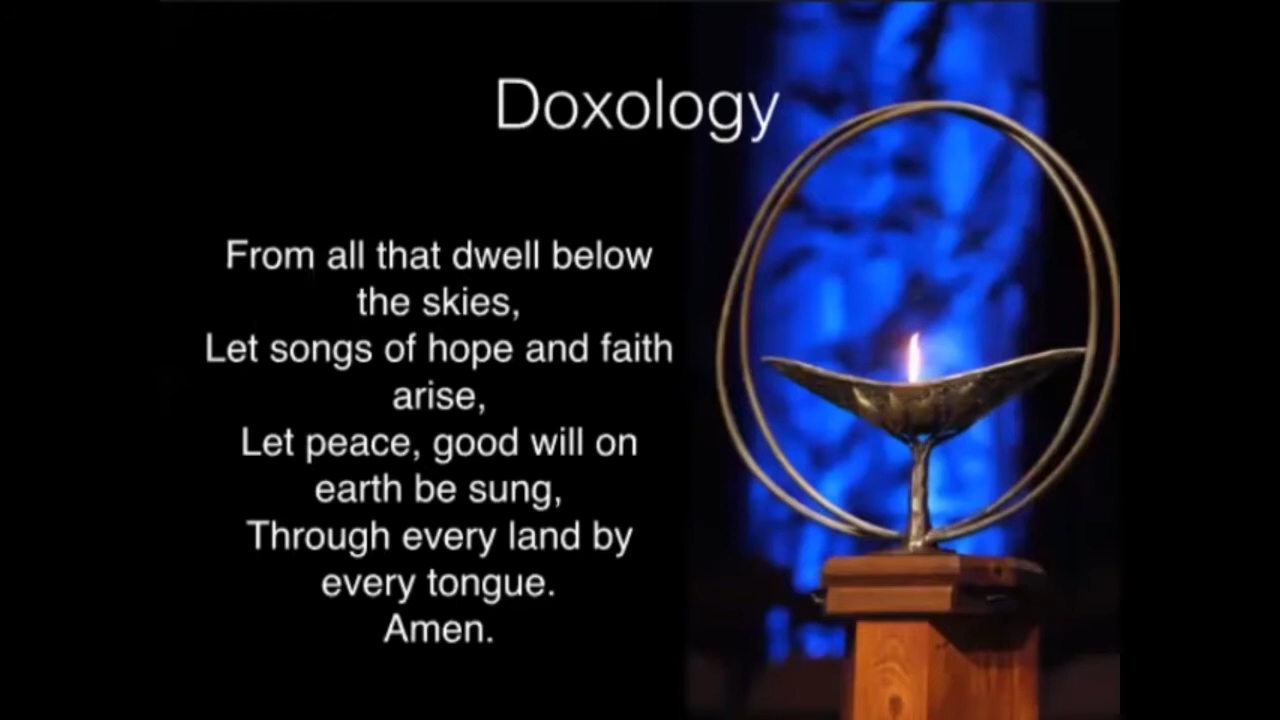 Doxology
From all that dwell below
the skies,
Let songs of hope and faith
arise,
Let peace, good will on
earth be sung,
Through every land by
every tongue.
Amen.